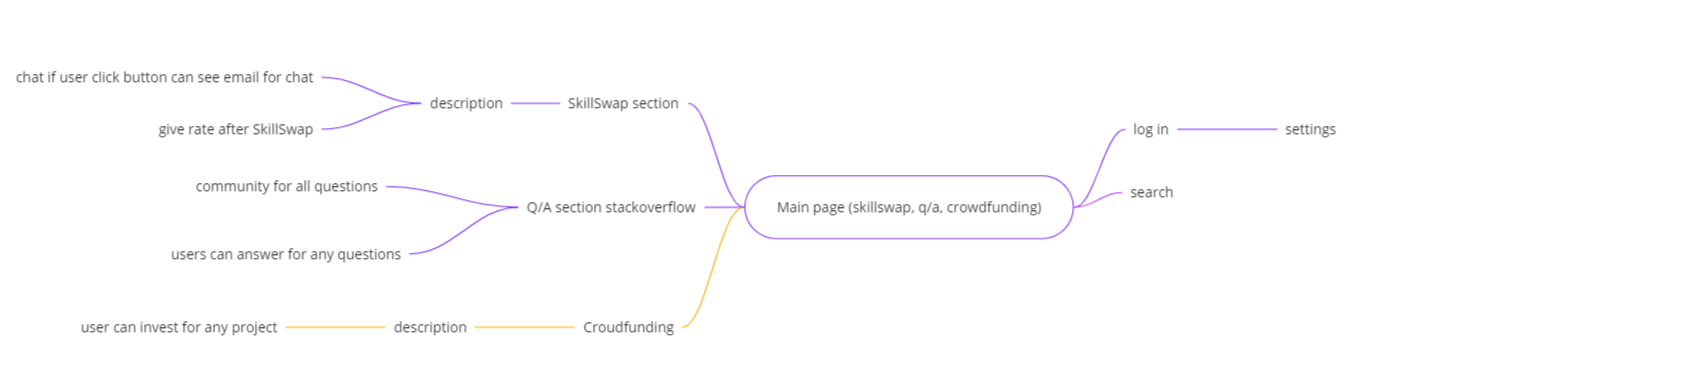 chat if user click button can see email for chat
give rate after SkillSwap
description
SkillSwap section
community for all questions
users can answer for any questions
Q/A section stackoverflow
user can invest for any project
description
Croudfunding
Main page (skillswap, q/a, crowdfunding)
log in
settings
search